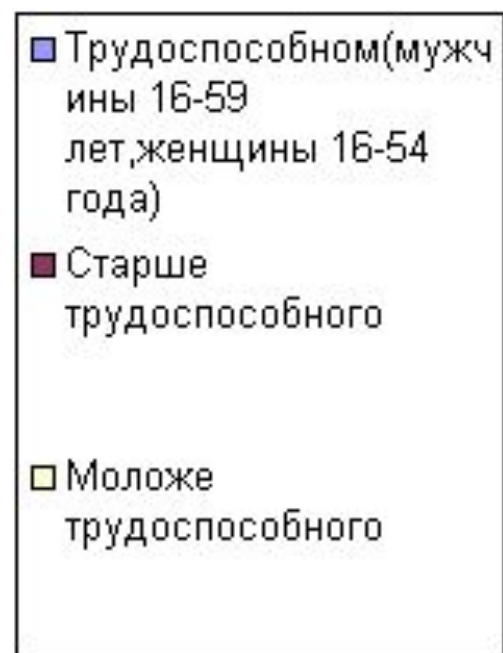 Трудоспособном(мужч
ины 16-59
лет,женщины 16-54
года)
Старше
трудоспособного
Моложе
трудоспособного